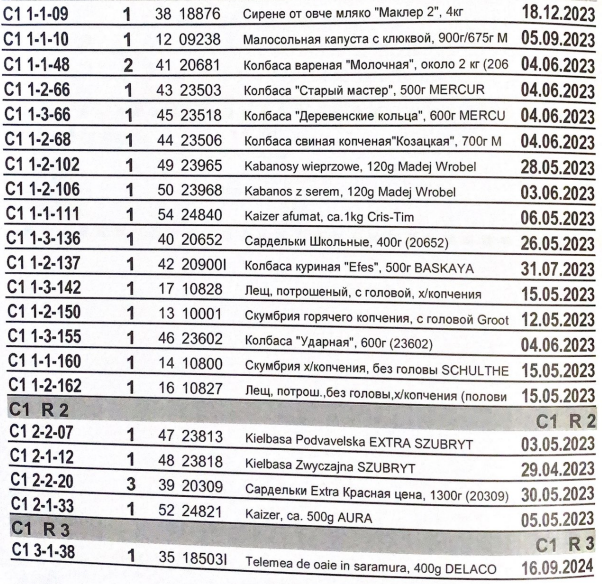 C1 1-1-09 1 38 18876 Сирене от овче мляко "Маклер 2", 4кг 18.12.2023
C1 1-1-10 1 12 09238 Малосольная капуста с клюквой, 900г/675г М 05.09.2023
C1 1-1-48 2 41 20681 Колбаса вареная "Молочная", около 2 кг (206 04.06.2023
C1 1-2-66 1 43 23503 Колбаса "Старый мастер", 500г MERCUR 04.06.2023
C1 1-3-66 1 45 23518 Колбаса "Деревенские кольца", 600г MERCU 04.06.2023
C1 1-2-68 1 44 23506 Колбаса свиная копченая"Козацкая", 700г М 04.06.2023
C1 1-2-102 1 49 23965 Kabanosy wieprzowe, 120g Madej Wrobel 28.05.2023
C1 1-2-106 1 50 23968 Kabanos z serem, 120g Madej Wrobel 03.06.2023
C1 1-1-111 1 54 24840 Kaizer afumat, ca.1kg Cris-Tim 06.05.2023
C1 1-3-136 1 40 20652 Сардельки Школьные, 400г (20652) 26.05.2023
C1 1-2-137 1 42 20900I Колбаса куриная "Efes", 500г BASKAYA 31.07.2023
C1 1-3-142 1 17 10828 Лещ, потрошеный, с головой, х/копчения 15.05.2023
C1 1-2-150 1 13 10001 Скумбрия горячего копчения, с головой Groot 12.05.2023
C1 1-3-155 1 46 23602 Колбаса "Ударная", 600г (23602) 04.06.2023
C1 1-1-160 1 14 10800 Скумбрия х/копчения, без головы SCHULTHE 15.05.2023
C1 1-2-162 1 16 10827 Лещ, потрош.,без головы,х/копчения (полови 15.05.2023
C1 R 2 C1 R 2
C1 2-2-07 1 47 23813 Kielbasa Podvavelska EXTRA SZUBRYT 03.05.2023
C1 2-1-12 1 48 23818 Kielbasa Zwyczajna SZUBRYT 29.04.2023
C1 2-2-20 3 39 20309 Сардельки Extra Красная цена, 1300г (20309) 30.05.2023
C1 2-1-33 1 52 24821 Kaizer, ca. 500g AURA 05.05.2023
C1 R 3 C1 R 3
C1 3-1-38 1 35 18503I Telemea de oaie in saramura, 400g DELACO 16.09.2024